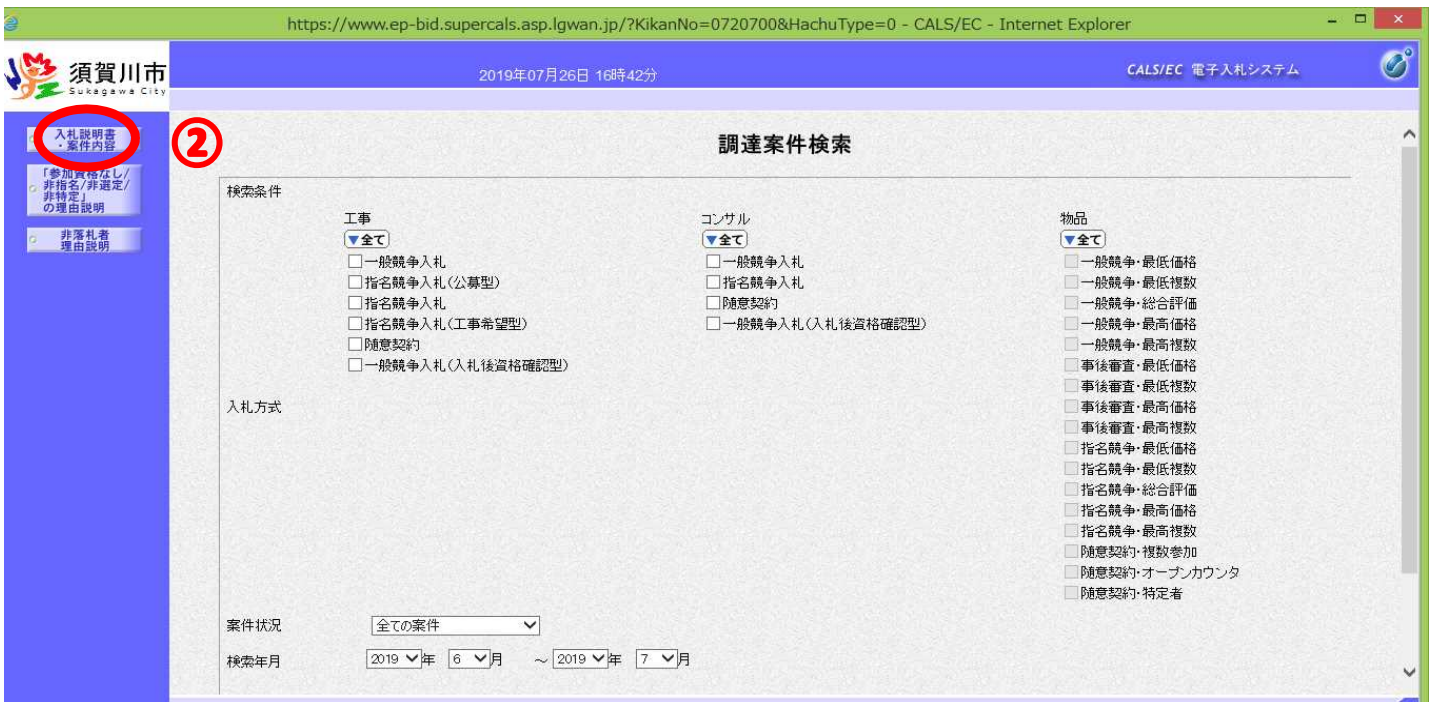 https://www.ep-bid.supercals.asp.lgwan.jp/?KikanNo=0720700&HachuType=0 - CALS/EC - Internet Explorer
須賀川市
Sukagawa City
2019年07月26日 16時42分
CALS/EC 電子入札システム
入札説明書
・案件内容
②
「参加資格なし/
非指名/非選定/
非特定」
の理由説明
非落札者
理由説明
調達案件検索
検索条件
工事
▼全て
一般競争入札
指名競争入札(公募型)
指名競争入札
指名競争入札(工事希望型)
随意契約
一般競争入札(入札後資格確認型)
コンサル
▼全て
一般競争入札
指名競争入札
随意契約
一般競争入札(入札後資格確認型)
物品
▼全て
一般競争・最低価格
一般競争・最低複数
一般競争・総合評価
一般競争・最高価格
一般競争・最高複数
事後審査・最低価格
事後審査・最低複数
事後審査・最高価格
事後審査・最高複数
指名競争・最低価格
指名競争・最低複数
指名競争・総合評価
指名競争・最高価格
指名競争・最高複数
随意契約・複数参加
随意契約・オープンカウンタ
随意契約・特定者
入札方式
案件状況 全ての案件
検索年月 2019 年 6 月 ～ 2019 年 7 月